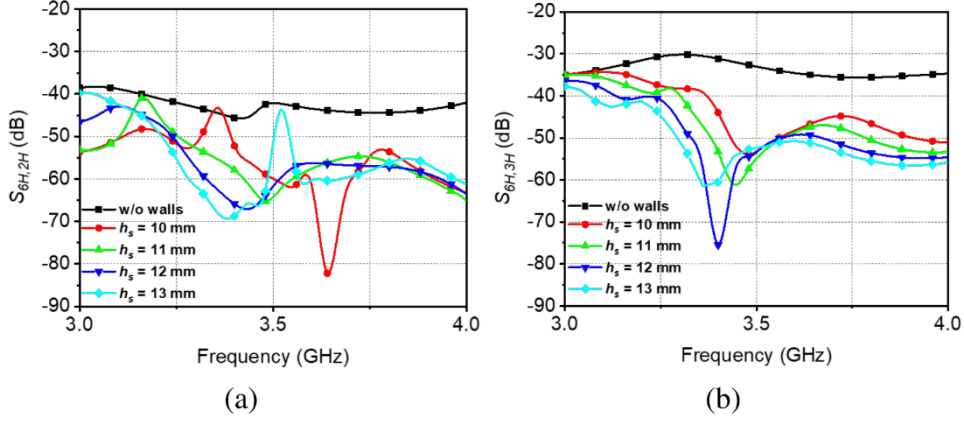 -20
-30
-40
-50
-60
-70
-80
-90
S6H,2H (dB)
w/o walls
hs = 10 mm
hs = 11 mm
hs = 12 mm
hs = 13 mm
3.0 3.5 4.0
Frequency (GHz)
(a)
-20
-30
-40
-50
-60
-70
-80
-90
S6H,3H (dB)
w/o walls
hs = 10 mm
hs = 11 mm
hs = 12 mm
hs = 13 mm
3.0 3.5 4.0
Frequency (GHz)
(b)